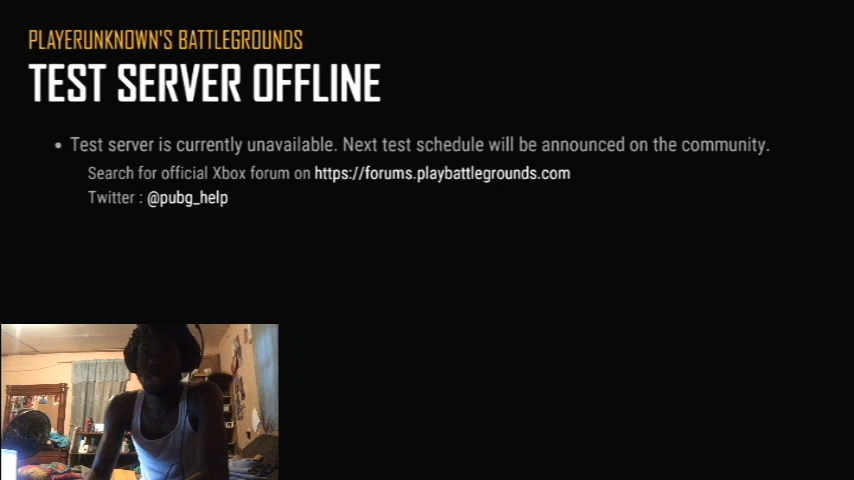 PLAYERUNKNOWN'S BATTLEGROUNDS
TEST SERVER OFFLINE
• Test server is currently unavailable. Next test schedule will be announced on the community.
Search for official Xbox forum on https://forums.playbattlegrounds.com
Twitter : @pubg_help